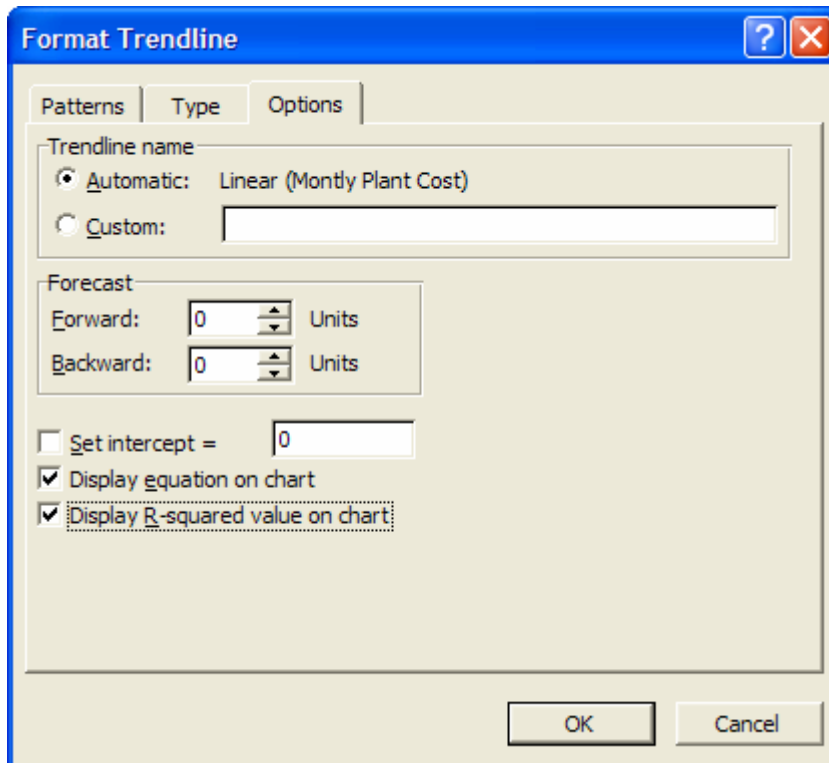 Format Trendline
Patterns Type Options
Trendline name
Automatic: Linear (Montly Plant Cost)
Custom:
Forecast
Forward: 0 Units
Backward: 0 Units
Set intercept = 0
Display equation on chart
Display R-squared value on chart
OK Cancel